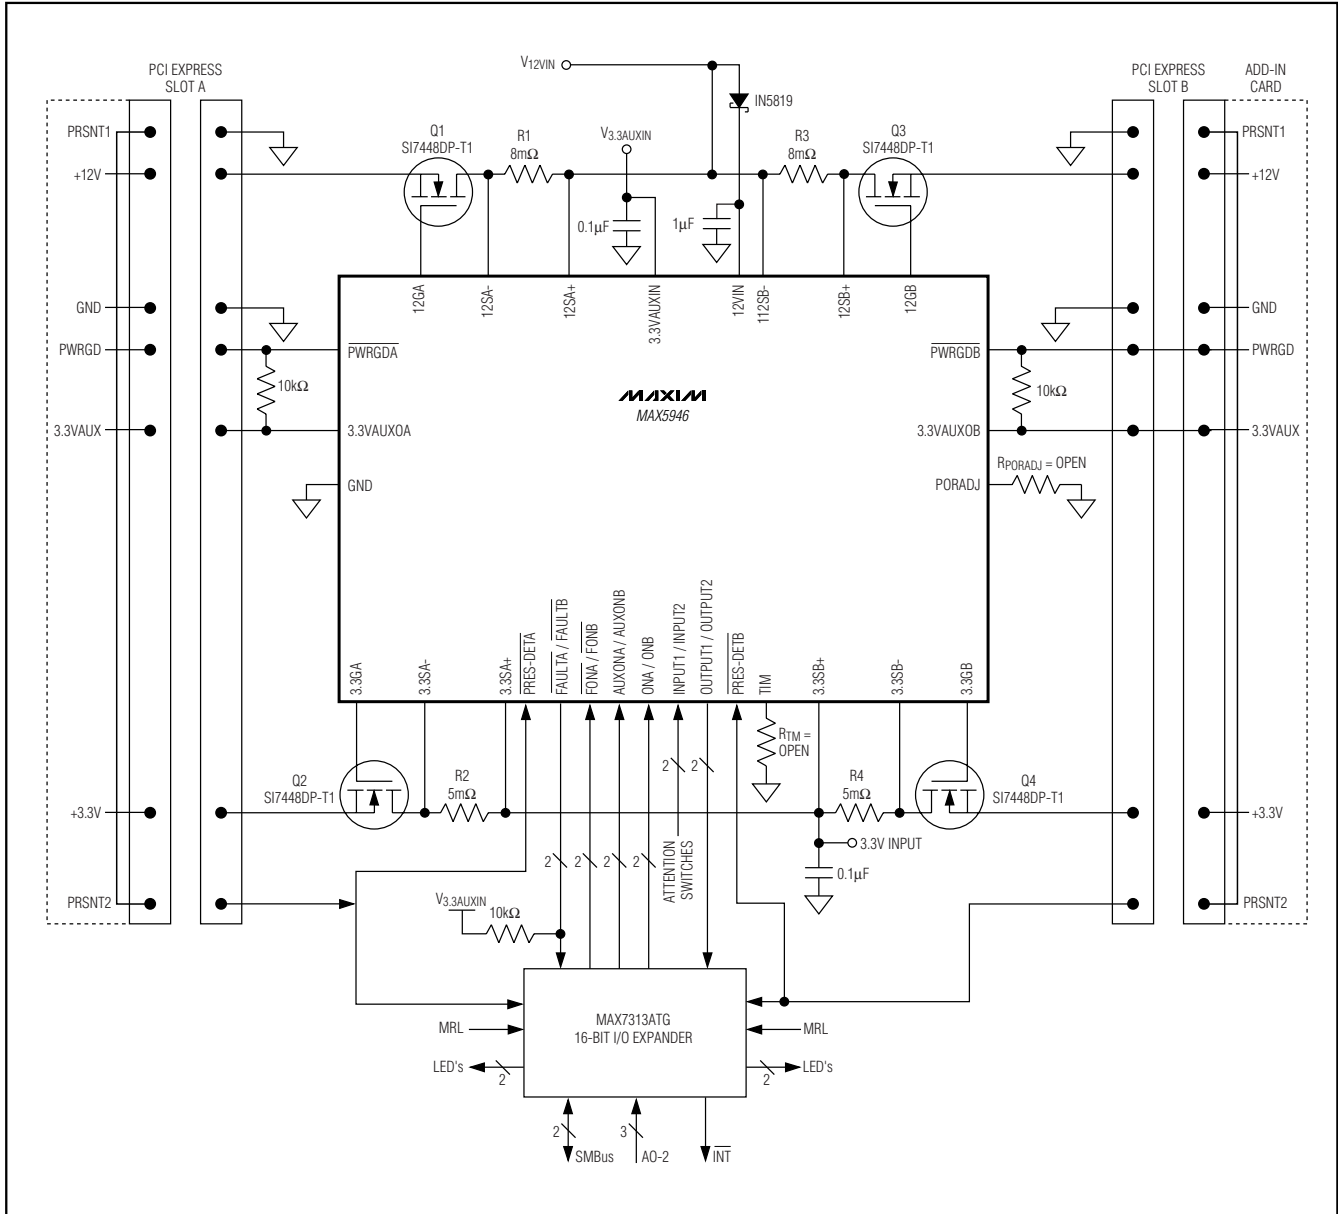 V12VIN
PCI EXPRESS
SLOT A
PCI EXPRESS
SLOT B
ADD-IN
CARD
IN5819
PRSNT1
Q1
SI7448DP-T1
R1
8mΩ
V3.3AUXIN
R3
8mΩ
Q3
SI7448DP-T1
PRSNT1
+12V
+12V
0.1µF
1µF
12GA
12SA-
12SA+
3.3VAUXIN
12VIN
112SB-
12SB+
12GB
GND
GND
PWRGD
PWRGDA
PWRGDB
PWRGD
10kΩ
MAXIM
MAX5946
10kΩ
3.3VAUX
3.3VAUXOA
3.3VAUXOB
3.3VAUX
GND
PORADJ
RPORADJ = OPEN
3.3GA
3.3SA-
3.3SA+
PRES-DETA
FAULTA / FAULTB
FONA / FONB
AUXONA / AUXONB
ONA / ONB
INPUT1 / INPUT2
OUTPUT1 / OUTPUT2
PRES-DETB
TIM
3.3SB+
3.3SB-
3.3GB
RTM =
OPEN
2
2
Q2
SI7448DP-T1
R2
5mΩ
R4
5mΩ
Q4
SI7448DP-T1
+3.3V
+3.3V
3.3V INPUT
2
2
2
2
ATTENTION
SWITCHES
0.1µF
PRSNT2
PRSNT2
V3.3AUXIN
10kΩ
MAX7313ATG
16-BIT I/O EXPANDER
MRL
MRL
LED's
2
2
LED's
2
3
SMBus
AO-2
INT